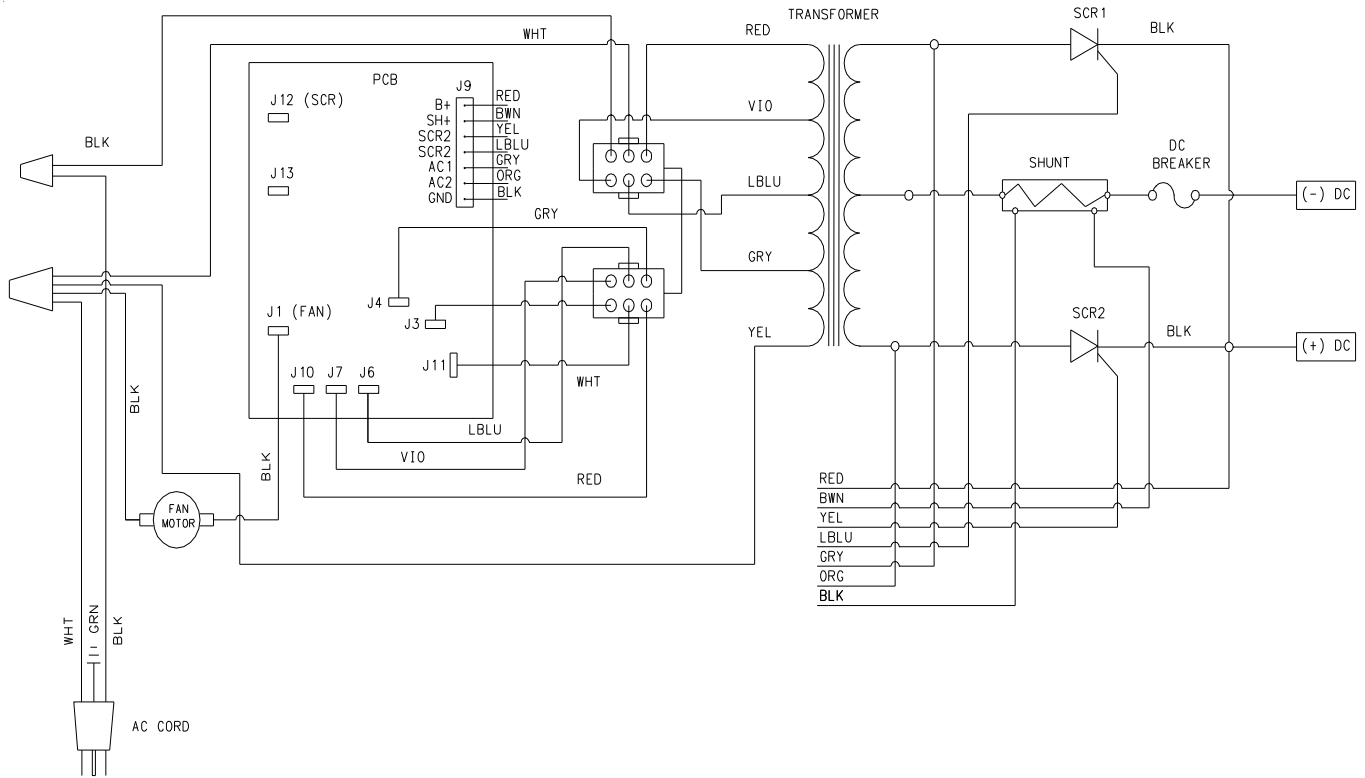 TRANSFORMER
SCR1
WHT
RED
BLK
PCB
J9
J12 (SCR)
B+
RED
SH+
BWN
VIO
SCR2
YEL
SCR2
LBLU
BLK
AC1
GRY
AC2
ORG
GND
BLK
J13
LBLU
SHUNT
DC
BREAKER
(-) DC
GRY
GRY
J4
J3
J1 (FAN)
YEL
SCR2
BLK
(+) DC
J11
J10
J7
J6
WHT
BLK
LBLU
VIO
BLK
RED
FAN
MOTOR
RED
BWN
YEL
LBLU
GRY
ORG
BLK
WHT
GRN
BLK
AC CORD